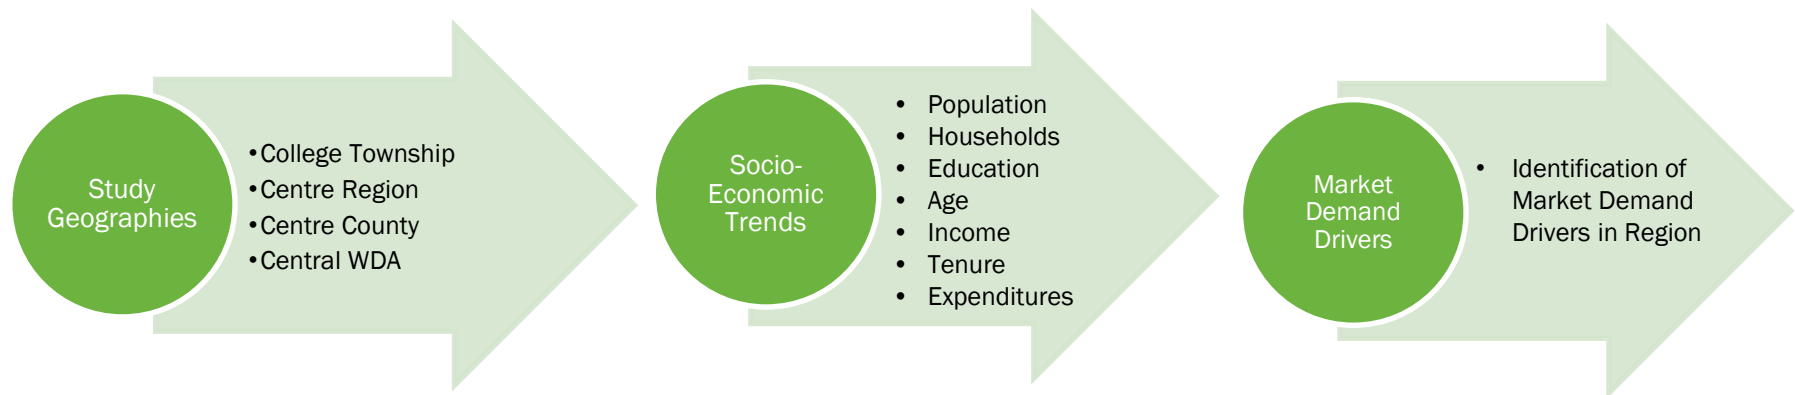 Study
Geographies
•College Township
•Centre Region
•Centre County
•Central WDA
Socio-
Economic
Trends
• Population
• Households
• Education
• Age
• Income
• Tenure
• Expenditures
Market
Demand
Drivers
• Identification of
Market Demand
Drivers in Region